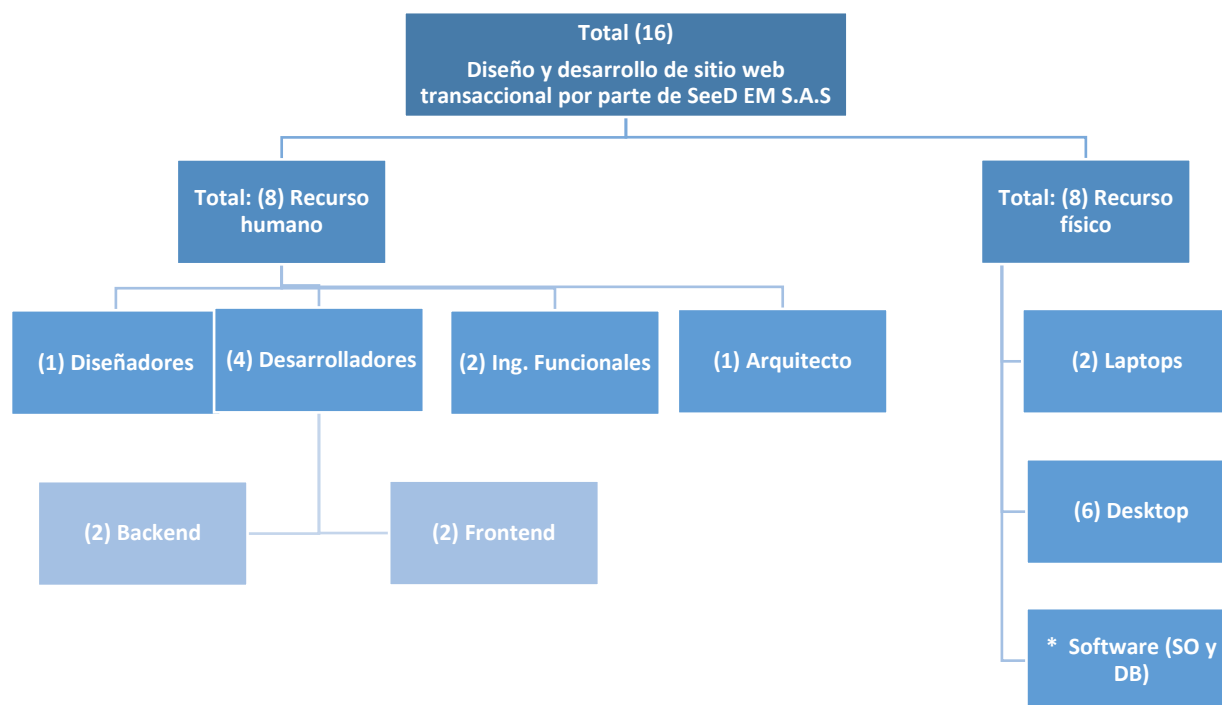 Total (16)
Diseño y desarrollo de sitio web
transaccional por parte de SeeD EM S.A.S
Total: (8) Recurso
humano
Total: (8) Recurso
físico
(1) Diseñadores
(4) Desarrolladores
(2) Ing. Funcionales
(1) Arquitecto
(2) Laptops
(2) Backend
(2) Frontend
(6) Desktop
* Software (SO y
DB)